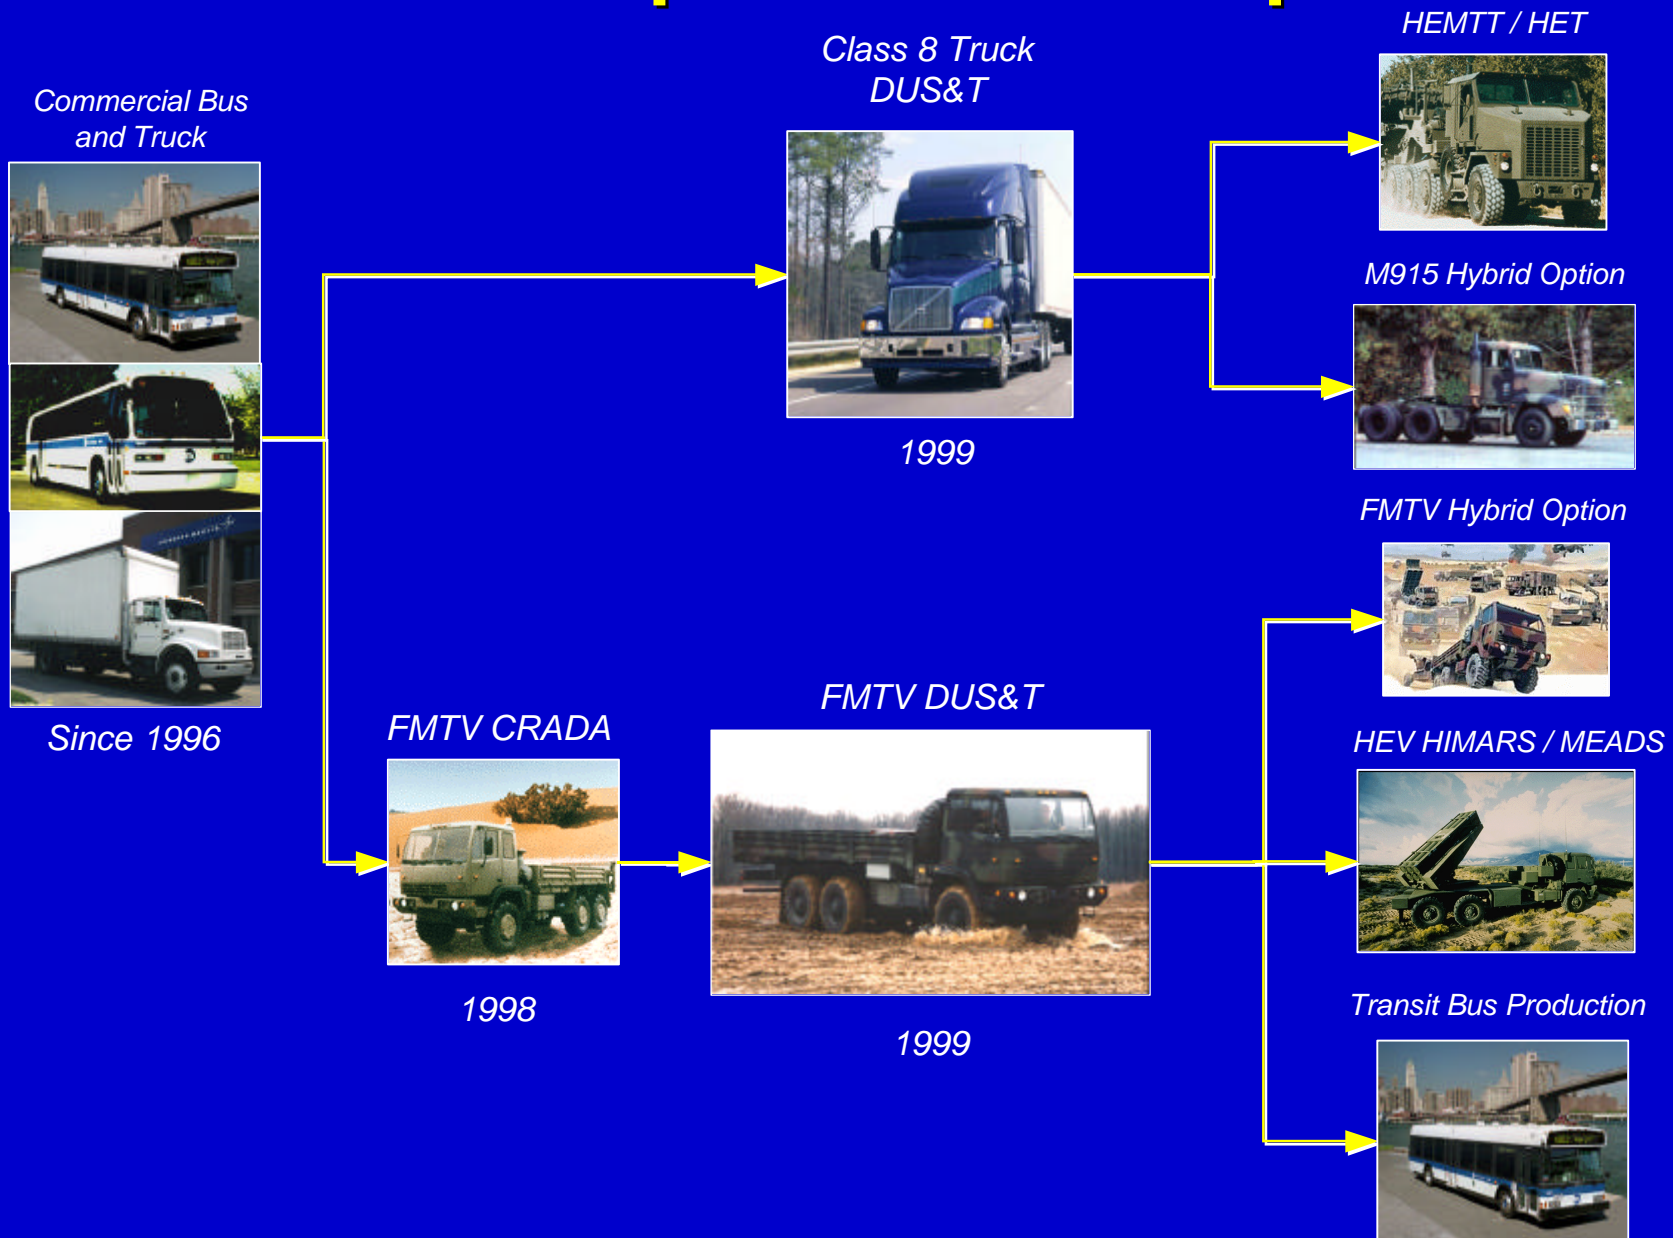 HEMTT / HET
Class 8 Truck
DUS&T
Commercial Bus
and Truck
M915 Hybrid Option
1999
FMTV Hybrid Option
FMTV DUS&T
FMTV CRADA
Since 1996
HEV HIMARS / MEADS
1998
1999
Transit Bus Production